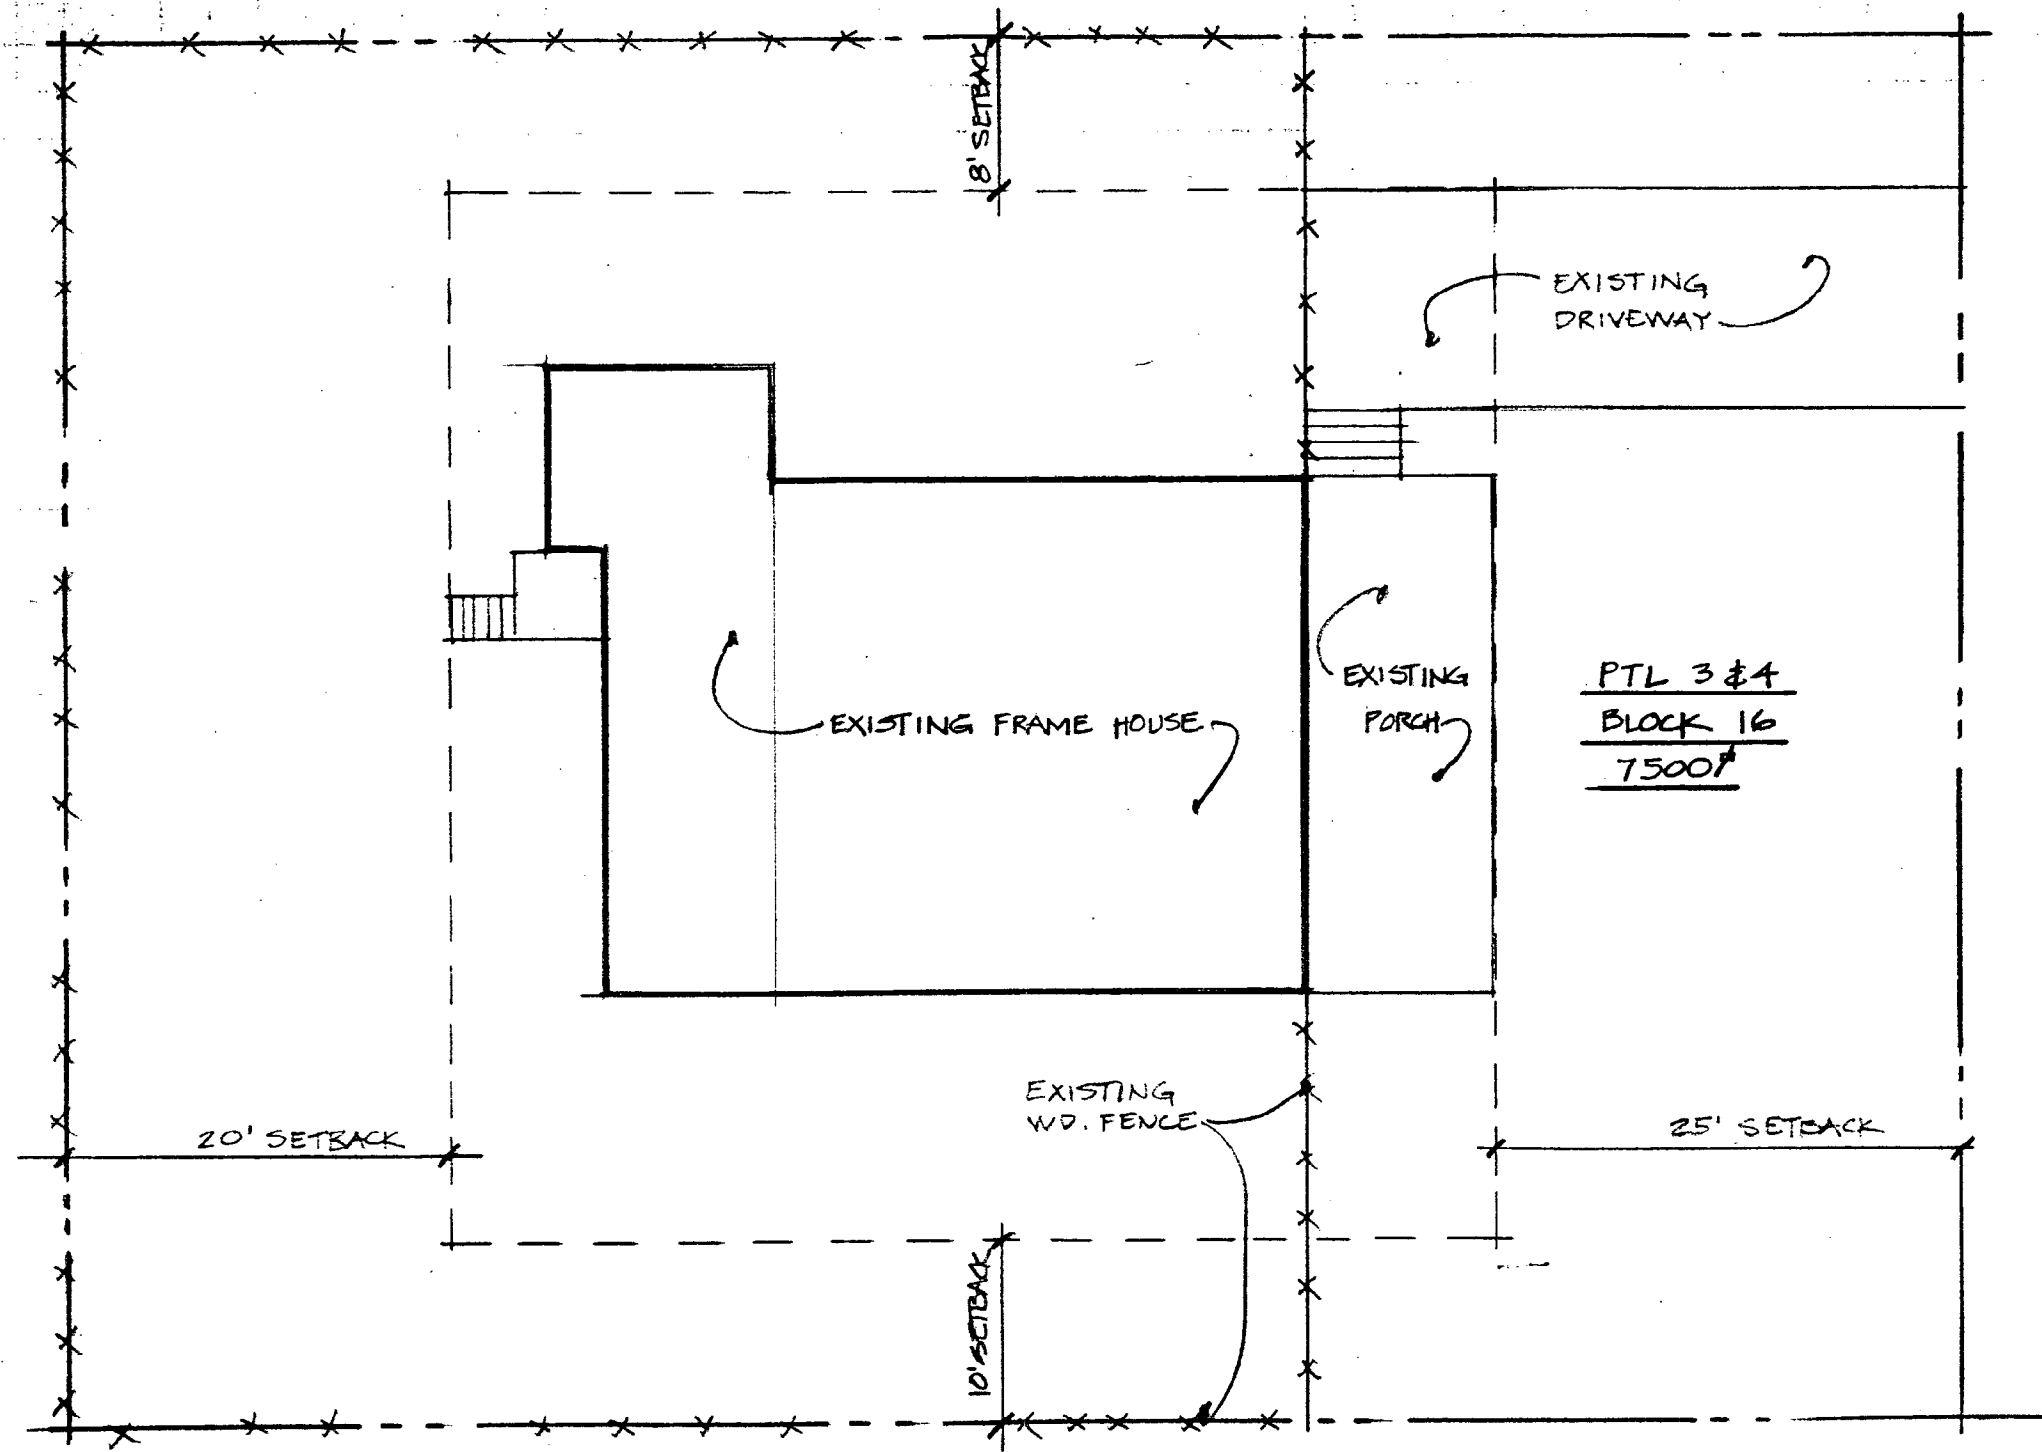 8' SETBACK
EXISTING
DRIVEWAY
EXISTING
PORCH
PTL 3 & 4
BLOCK 16
7500
EXISTING FRAME HOUSE
EXISTING
WD. FENCE
20' SETBACK
25' SETBACK
10' SETBACK